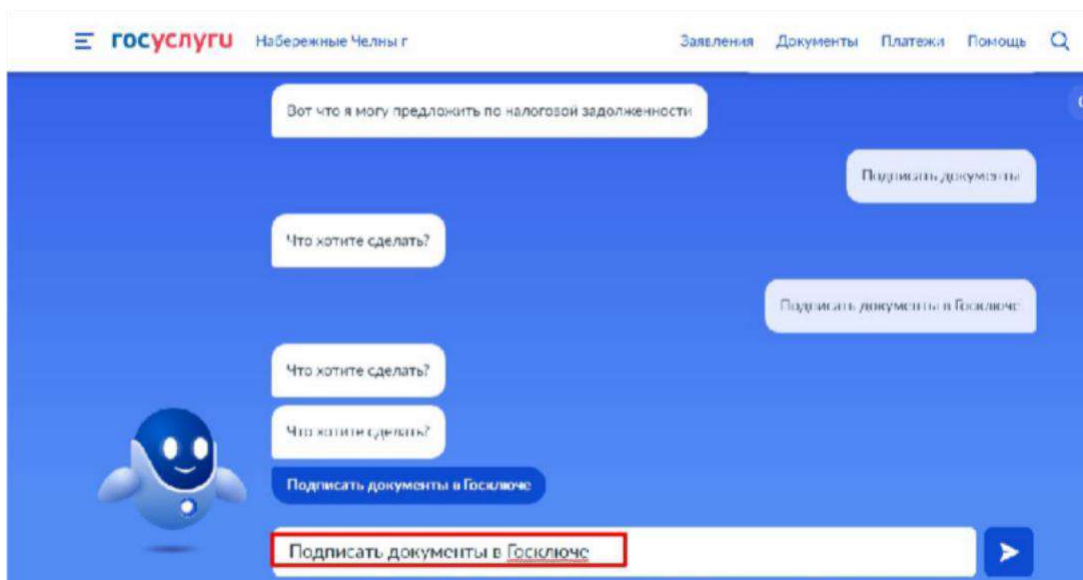 госуслуги Набережные Челны г Заявления Документы Платежи Помощь
Вот что я могу предложить по налоговой задолженности
Подписать документы
Что хотите сделать?
Подписать документы в Госключе
Что хотите сделать?
Что хотите сделать?
Подписать документы в Госключе
Подписать документы в Госключе